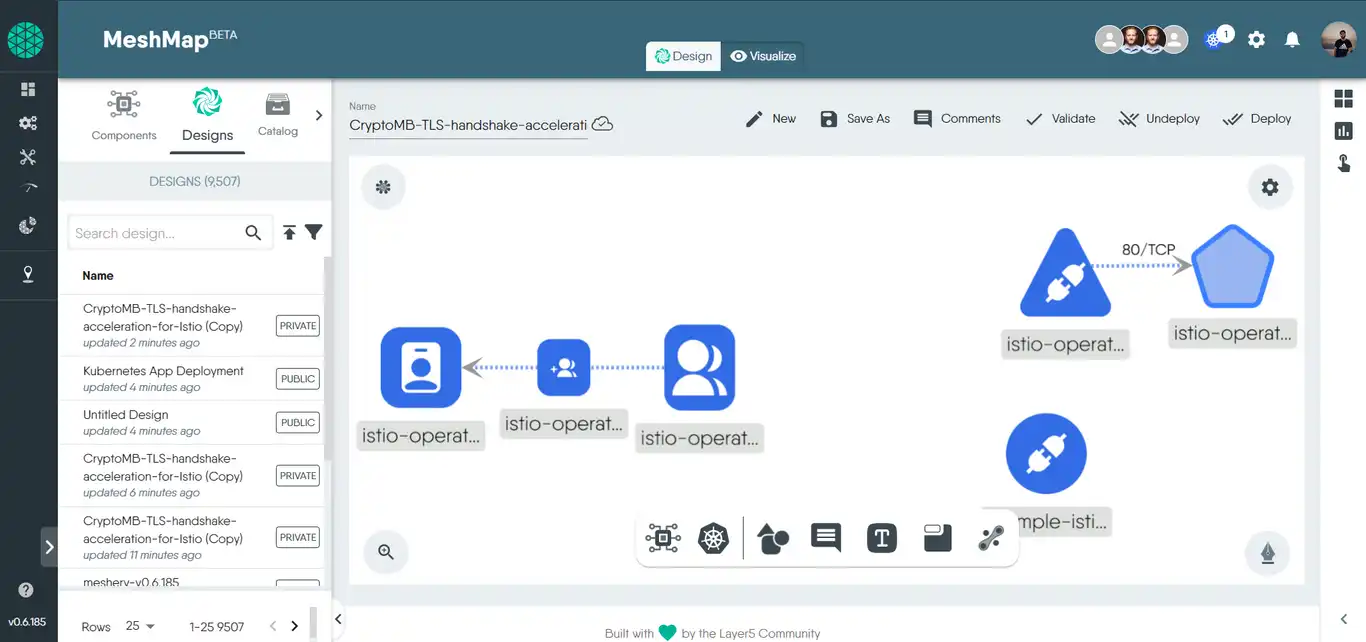 MeshMap BETA
Design
Visualize
1
Components
Designs
Catalog
DESIGNS (9,507)
Search design...
Name
CryptoMB-TLS-handshake-
acceleration-for-Istio (Copy)
updated 2 minutes ago
PRIVATE
Kubernetes App Deployment
updated 4 minutes ago
PUBLIC
Untitled Design
updated 4 minutes ago
PUBLIC
CryptoMB-TLS-handshake-
acceleration-for-Istio (Copy)
updated 6 minutes ago
PRIVATE
CryptoMB-TLS-handshake-
acceleration-for-Istio (Copy)
updated 11 minutes ago
PRIVATE
meshery-v0.6.185
Rows 25 1-25 9507
v0.6.185
Name
CryptoMB-TLS-handshake-accelerati
New
Save As
Comments
Validate
Undeploy
Deploy
80/TCP
istio-operat...
istio-operat...
istio-operat...
istio-operat...
istio-operat...
mple-isti...
T
Built with by the Layer5 Community